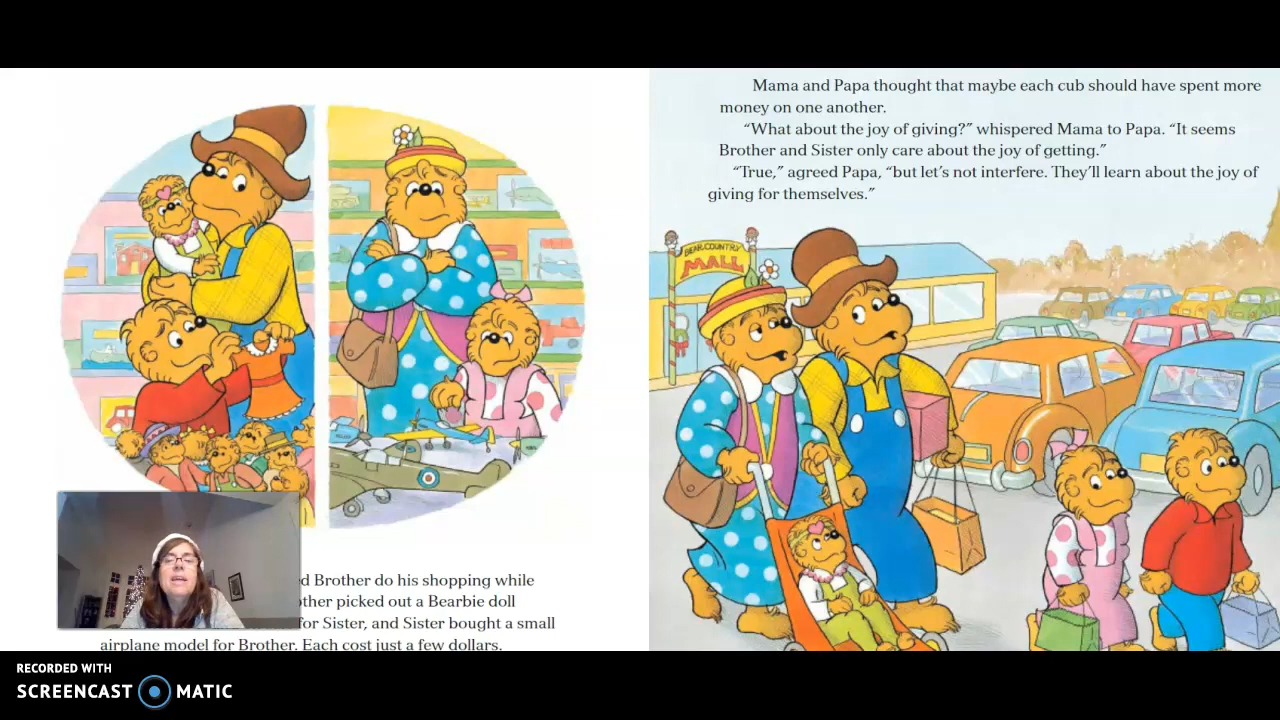 d Brother do his shopping while
other picked out a Bearbie doll
for Sister, and Sister bought a small
airplane model for Brother. Each cost just a few dollars.
Mama and Papa thought that maybe each cub should have spent more
money on one another.
“What about the joy of giving?” whispered Mama to Papa. “It seems
Brother and Sister only care about the joy of getting.”
“True,” agreed Papa, “but let’s not interfere. They’ll learn about the joy of
giving for themselves.”
BEAR COUNTRY
MALL
RECORDED WITH
SCREENCAST MATIC